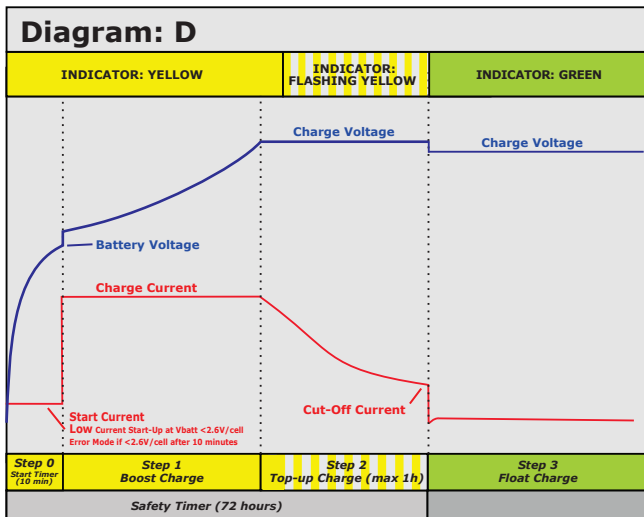 Diagram: D
INDICATOR: YELLOW
INDICATOR:
FLASHING YELLOW
INDICATOR: GREEN
Charge Voltage
Charge Voltage
Battery Voltage
Charge Current
Start Current
Low Current Start-Up at Vbatt <2.6V/cell
Error Mode if <2.6V/cell after 10 minutes
Cut-Off Current
Step 0
Start Timer
(10 min)
Step 1
Boost Charge
Step 2
Top-up Charge (max 1h)
Step 3
Float Charge
Safety Timer (72 hours)